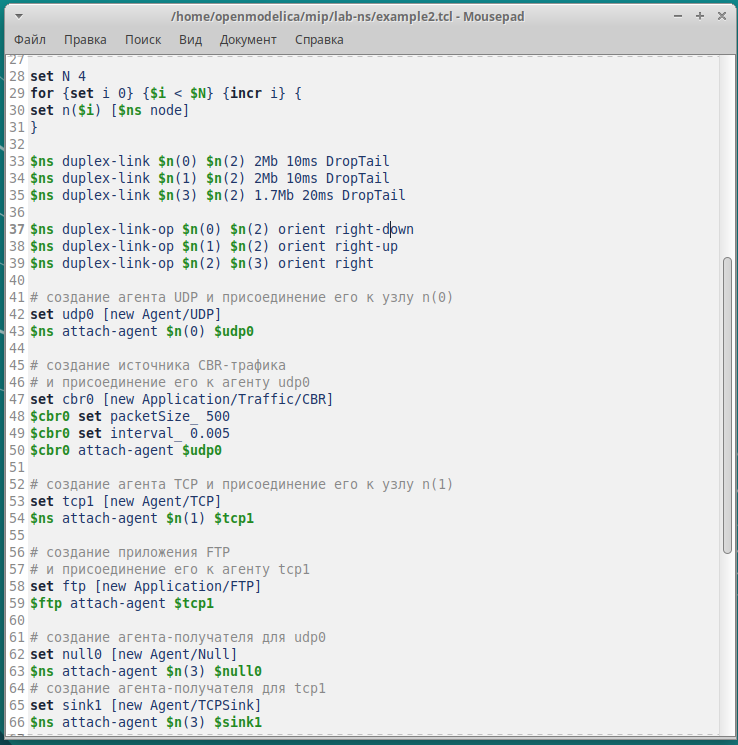 /home/openmodelica/mip/lab-ns/example2.tcl - Mousepad
Файл Правка Поиск Вид Документ Справка
27
28 set N 4
29 for {set i 0} {$i < $N} {incr i} {
30 set n($i) [$ns node]
31 }
32
33 $ns duplex-link $n(0) $n(2) 2Mb 10ms DropTail
34 $ns duplex-link $n(1) $n(2) 2Mb 10ms DropTail
35 $ns duplex-link $n(3) $n(2) 1.7Mb 20ms DropTail
36
37 $ns duplex-link-op $n(0) $n(2) orient right-down
38 $ns duplex-link-op $n(1) $n(2) orient right-up
39 $ns duplex-link-op $n(2) $n(3) orient right
40
41 # создание агента UDP и присоединение его к узлу n(0)
42 set udp0 [new Agent/UDP]
43 $ns attach-agent $n(0) $udp0
44
45 # создание источника CBR-трафика
46 # и присоединение его к агенту udp0
47 set cbr0 [new Application/Traffic/CBR]
48 $cbr0 set packetSize_ 500
49 $cbr0 set interval_ 0.005
50 $cbr0 attach-agent $udp0
51
52 # создание агента TCP и присоединение его к узлу n(1)
53 set tcp1 [new Agent/TCP]
54 $ns attach-agent $n(1) $tcp1
55
56 # создание приложения FTP
57 # и присоединение его к агенту tcp1
58 set ftp [new Application/FTP]
59 $ftp attach-agent $tcp1
60
61 # создание агента-получателя для udp0
62 set null0 [new Agent/Null]
63 $ns attach-agent $n(3) $null0
64 # создание агента-получателя для tcp1
65 set sink1 [new Agent/TCPSink]
66 $ns attach-agent $n(3) $sink1